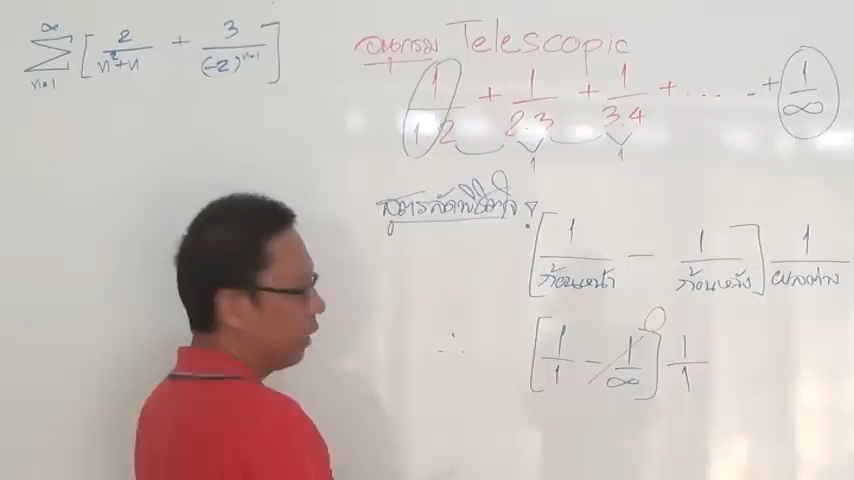 ∞
∑ [ 2/(n²+n) + 3/(-2)ⁿ⁻¹ ]
n=1
อนุกรม Telescopic
1/1.2 + 1/2.3 + 1/3.4 + ..... + 1/∞
1 1
สูตรลัดพิชิตใจ !
[ 1/ก้อนหน้า - 1/ก้อนหลัง ] 1/ผลต่าง
∴ [ 1/1 - 1/∞ ] 1/1
0